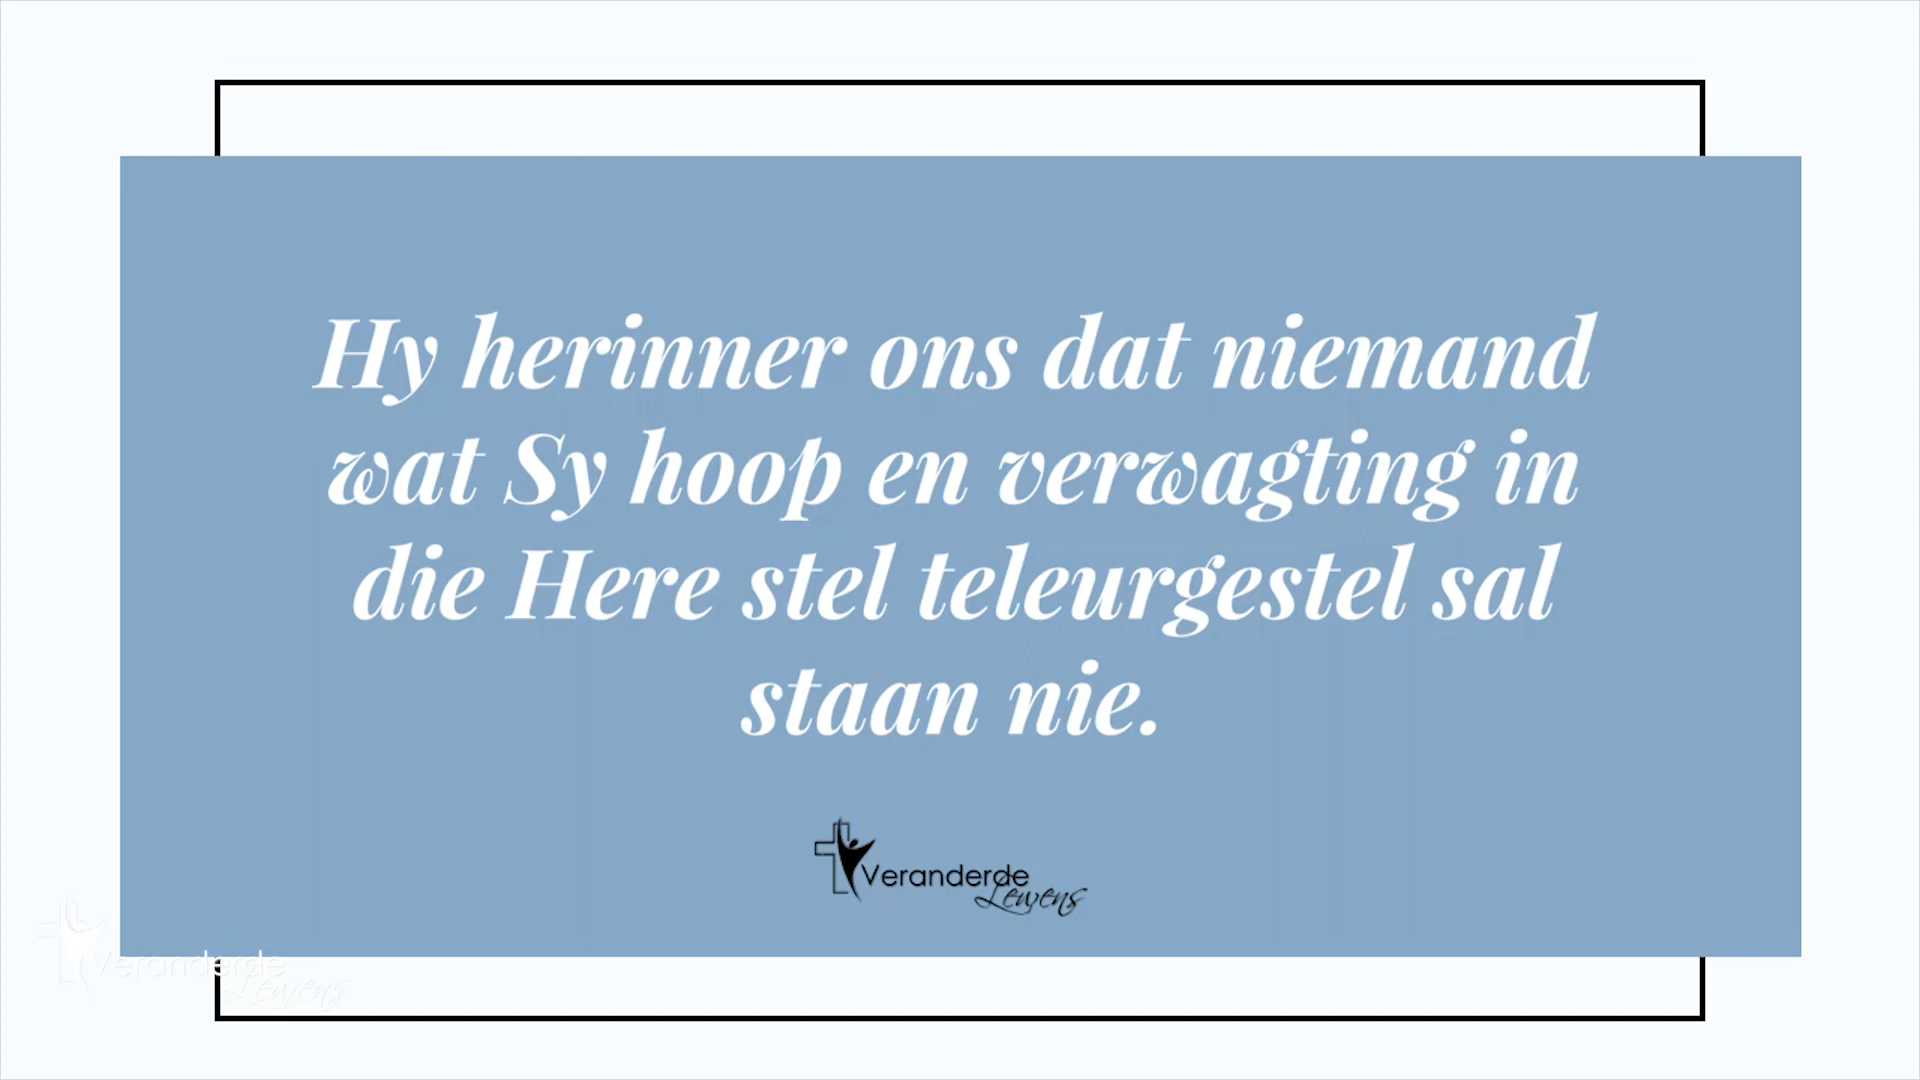 Hy herinner ons dat niemand
wat Sy hoop en verwagting in
die Here stel teleurgestel sal
staan nie.
Veranderde
Lewens
Veranderde
Lewens